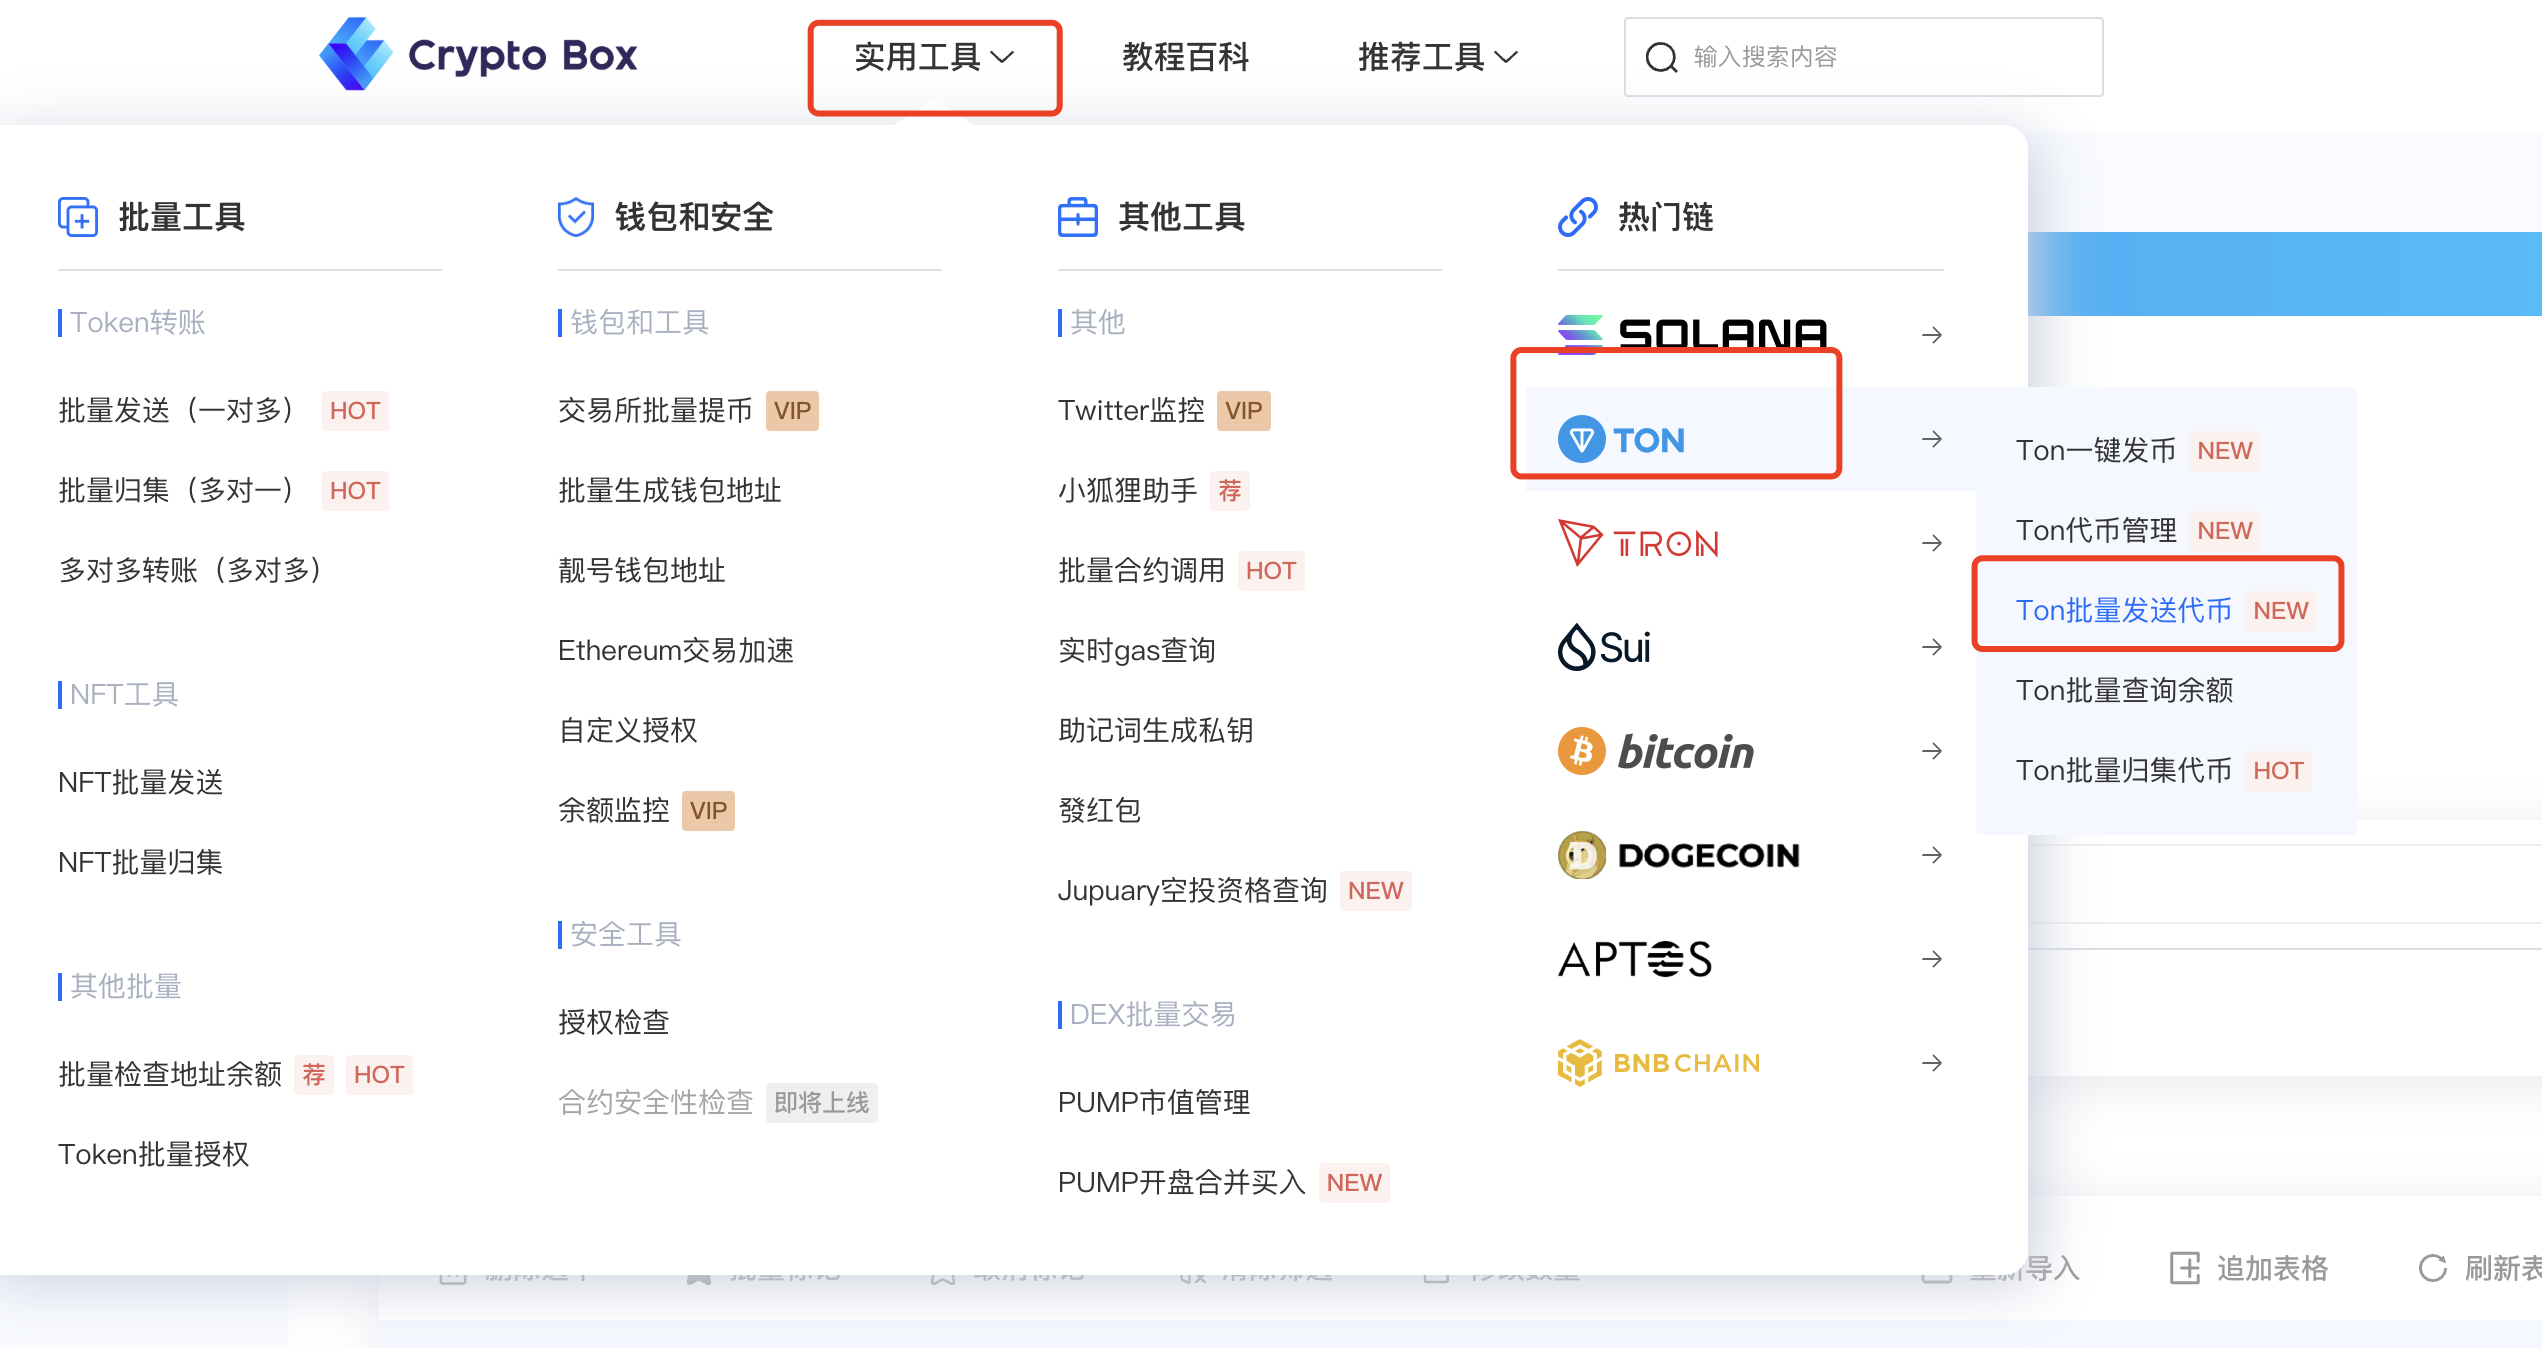 Crypto Box
实用工具
教程百科
推荐工具
输入搜索内容
批量工具
Token转账
批量发送（一对多） HOT
批量归集（多对一） HOT
多对多转账（多对多）
NFT工具
NFT批量发送
NFT批量归集
其他批量
批量检查地址余额 荐 HOT
Token批量授权
钱包和安全
钱包和工具
交易所批量提币 VIP
批量生成钱包地址
靓号钱包地址
Ethereum交易加速
自定义授权
余额监控 VIP
安全工具
授权检查
合约安全性检查 即将上线
其他工具
其他
Twitter监控 VIP
小狐狸助手 荐
批量合约调用 HOT
实时gas查询
助记词生成私钥
發红包
Jupuary空投资格查询 NEW
DEX批量交易
PUMP市值管理
PUMP开盘合并买入 NEW
热门链
SOLANA
TON
TRON
Sui
bitcoin
DOGECOIN
APTOS
BNB CHAIN
Ton一键发币 NEW
Ton代币管理 NEW
Ton批量发送代币 NEW
Ton批量查询余额
Ton批量归集代币 HOT
重新导入
追加表格
刷新表